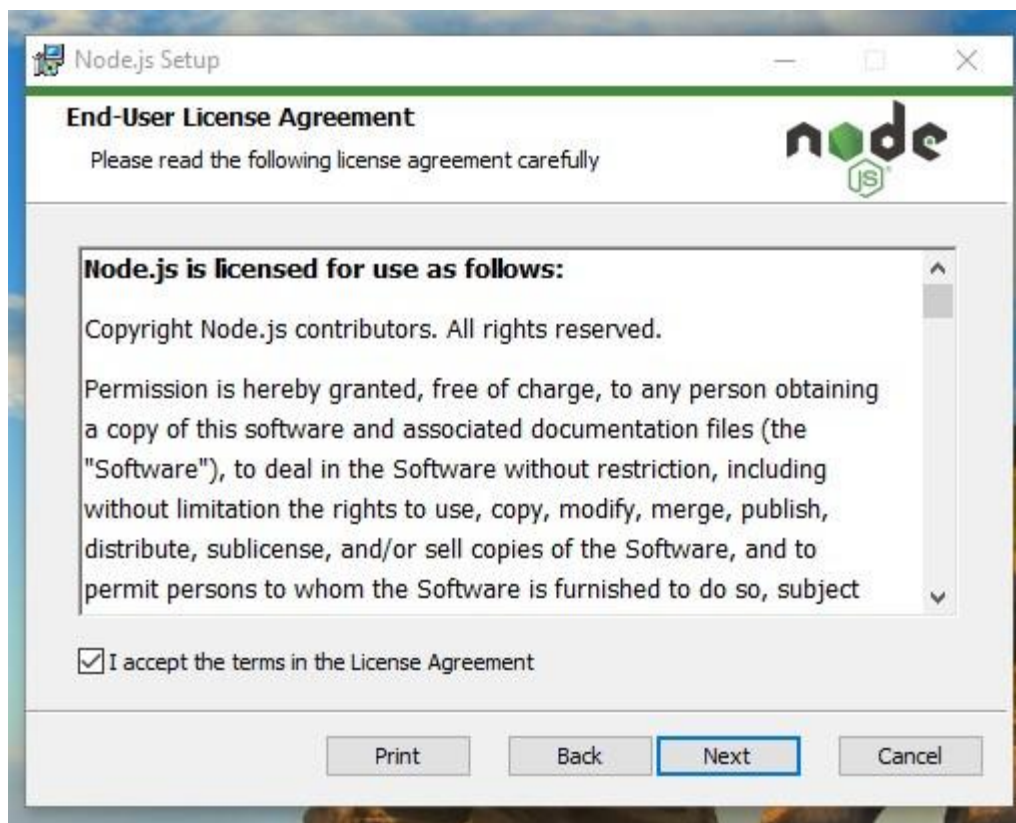 Node.js Setup
End-User License Agreement
Please read the following license agreement carefully
node
JS
Node.js is licensed for use as follows:
Copyright Node.js contributors. All rights reserved.
Permission is hereby granted, free of charge, to any person obtaining
a copy of this software and associated documentation files (the
"Software"), to deal in the Software without restriction, including
without limitation the rights to use, copy, modify, merge, publish,
distribute, sublicense, and/or sell copies of the Software, and to
permit persons to whom the Software is furnished to do so, subject
I accept the terms in the License Agreement
Print Back Next Cancel